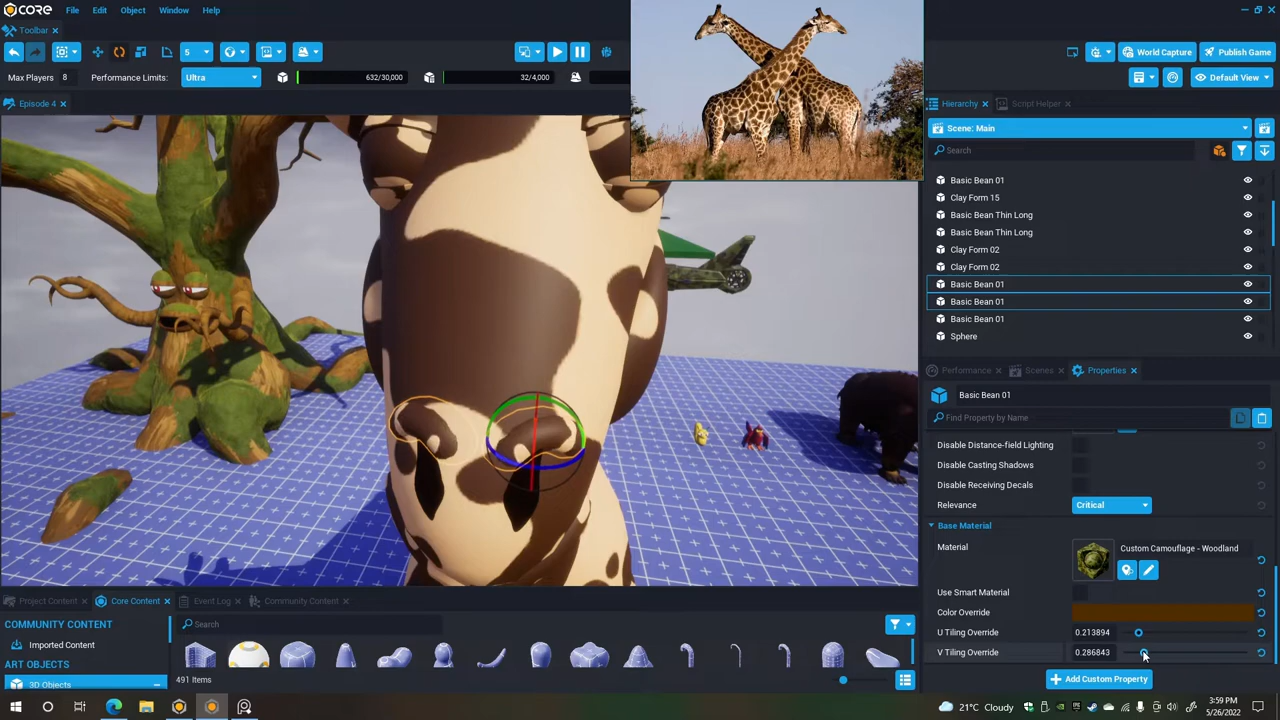 CORE File Edit Object Window Help
Toolbar
5
World Capture Publish Game
Max Players 8 Performance Limits: Ultra 632/30,000 32/4,000
Default View
Episode 4
Hierarchy Script Helper
Scene: Main
Search
Basic Bean 01
Clay Form 15
Basic Bean Thin Long
Basic Bean Thin Long
Clay Form 02
Clay Form 02
Basic Bean 01
Basic Bean 01
Basic Bean 01
Sphere
Performance Scenes Properties
Basic Bean 01
Find Property by Name
Disable Distance-field Lighting
Disable Casting Shadows
Disable Receiving Decals
Relevance Critical
Base Material
Material Custom Camouflage - Woodland
Use Smart Material
Color Override
U Tiling Override 0.213894
V Tiling Override 0.286843
Add Custom Property
Project Content Core Content Event Log Community Content
COMMUNITY CONTENT
Search
Imported Content
ART OBJECTS
3D Objects
491 Items
21°C Cloudy
3:59 PM
5/26/2022